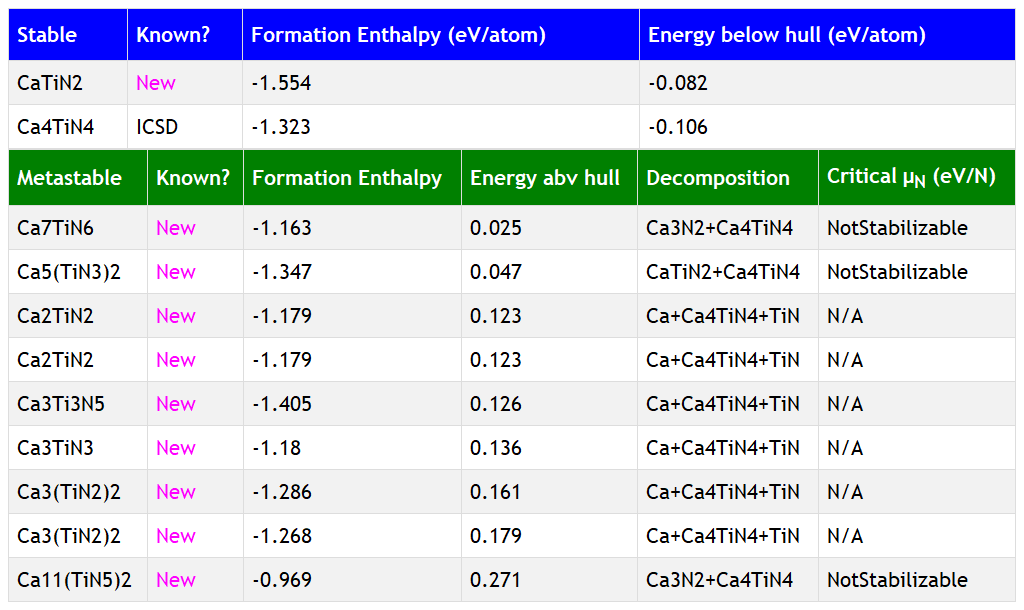 Stable Known? Formation Enthalpy (eV/atom) Energy below hull (eV/atom)
CaTiN2 New -1.554 -0.082
Ca4TiN4 ICSD -1.323 -0.106
Metastable Known? Formation Enthalpy Energy abv hull Decomposition Critical μN (eV/N)
Ca7TiN6 New -1.163 0.025 Ca3N2+Ca4TiN4 NotStabilizable
Ca5(TiN3)2 New -1.347 0.047 CaTiN2+Ca4TiN4 NotStabilizable
Ca2TiN2 New -1.179 0.123 Ca+Ca4TiN4+TiN N/A
Ca2TiN2 New -1.179 0.123 Ca+Ca4TiN4+TiN N/A
Ca3Ti3N5 New -1.405 0.126 Ca+Ca4TiN4+TiN N/A
Ca3TiN3 New -1.18 0.136 Ca+Ca4TiN4+TiN N/A
Ca3(TiN2)2 New -1.286 0.161 Ca+Ca4TiN4+TiN N/A
Ca3(TiN2)2 New -1.268 0.179 Ca+Ca4TiN4+TiN N/A
Ca11(TiN5)2 New -0.969 0.271 Ca3N2+Ca4TiN4 NotStabilizable